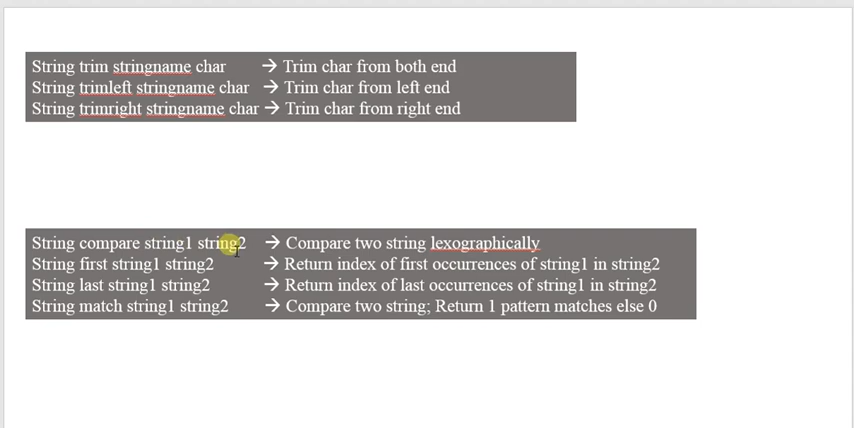 String trim stringname char → Trim char from both end
String trimleft stringname char → Trim char from left end
String trimright stringname char → Trim char from right end
String compare string1 string2 → Compare two string lexographically
String first string1 string2 → Return index of first occurrences of string1 in string2
String last string1 string2 → Return index of last occurrences of string1 in string2
String match string1 string2 → Compare two string; Return 1 pattern matches else 0